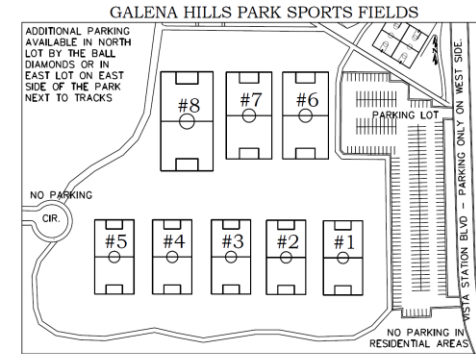 GALENA HILLS PARK SPORTS FIELDS
ADDITIONAL PARKING
AVAILABLE IN NORTH
LOT BY THE BALL
DIAMONDS OR IN
EAST LOT ON EAST
SIDE OF THE PARK
NEXT TO TRACKS
#8
#7
#6
PARKING LOT
NO PARKING
CIR.
#5
#4
#3
#2
#1
VISTA STATION BLVD - PARKING ONLY ON WEST SIDE.
NO PARKING IN
RESIDENTIAL AREAS